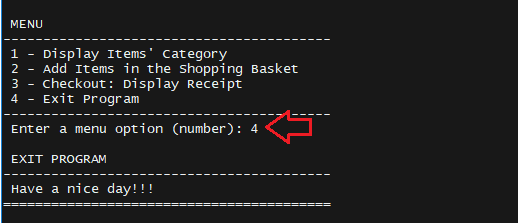 MENU
-----------------------------------------
1 - Display Items' Category
2 - Add Items in the Shopping Basket
3 - Checkout: Display Receipt
4 - Exit Program
-----------------------------------------
Enter a menu option (number): 4
EXIT PROGRAM
-----------------------------------------
Have a nice day!!!
=========================================